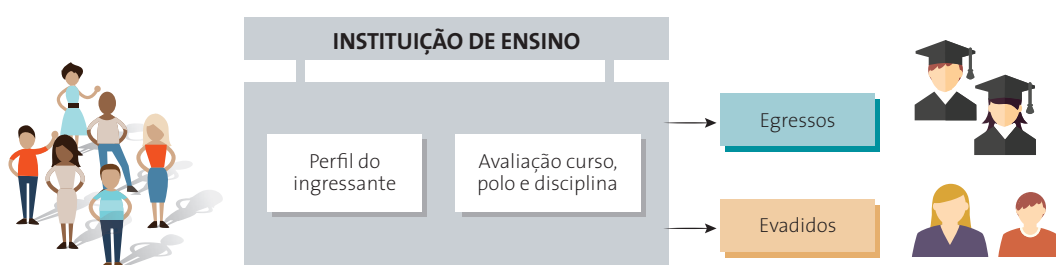 INSTITUIÇÃO DE ENSINO
Perfil do
ingressante
Avaliação curso,
polo e disciplina
Egressos
Evadidos